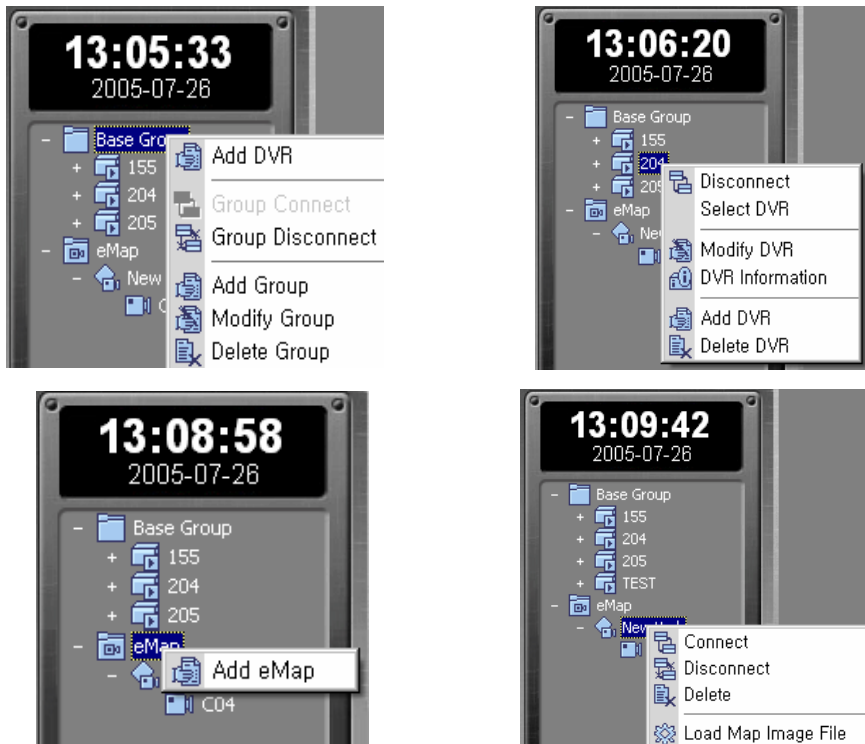 13:05:33
2005-07-26
Base Gro
155
204
205
eMap
New
Add DVR
Group Connect
Group Disconnect
Add Group
Modify Group
Delete Group
13:06:20
2005-07-26
Base Group
155
204
205
eMap
Disconnect
Select DVR
Modify DVR
DVR Information
Add DVR
Delete DVR
13:08:58
2005-07-26
Base Group
155
204
205
eMap
Add eMap
C04
13:09:42
2005-07-26
Base Group
155
204
205
TEST
eMap
Connect
Disconnect
Delete
Load Map Image File